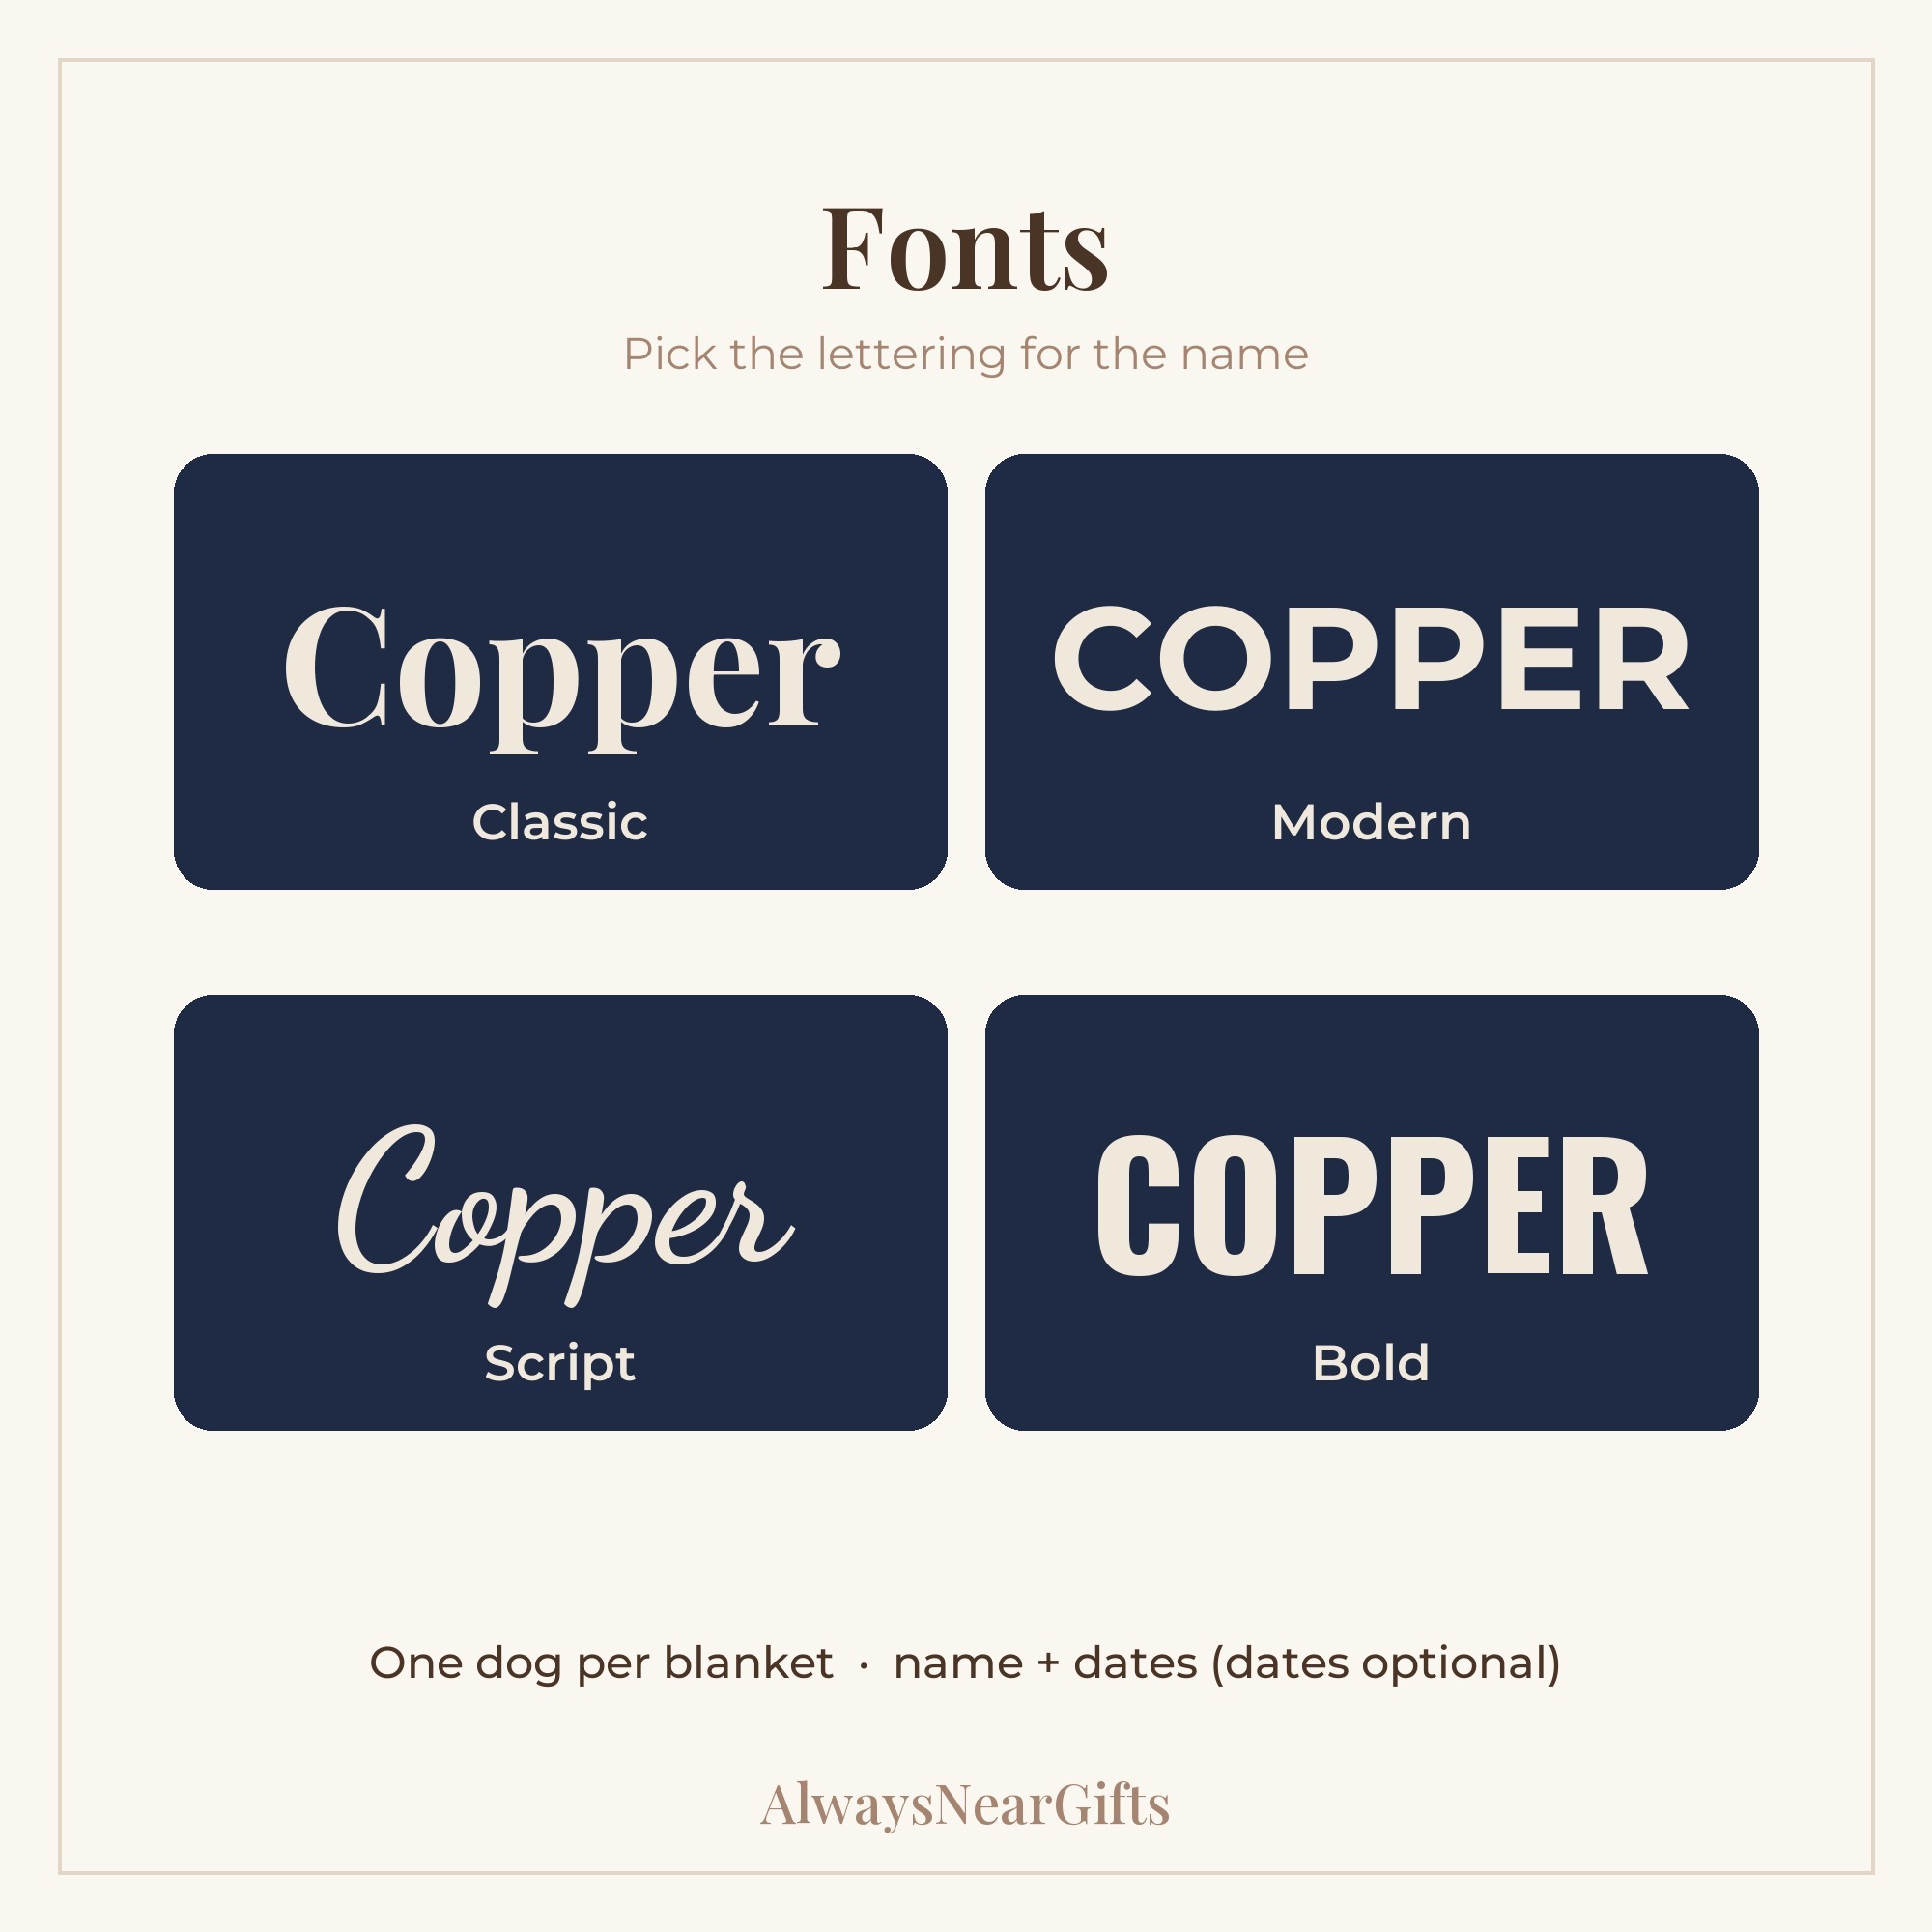 Fonts
Pick the lettering for the name
Copper
Classic
COPPER
Modern
Copper
Script
COPPER
Bold
One dog per blanket · name + dates (dates optional)
AlwaysNearGifts